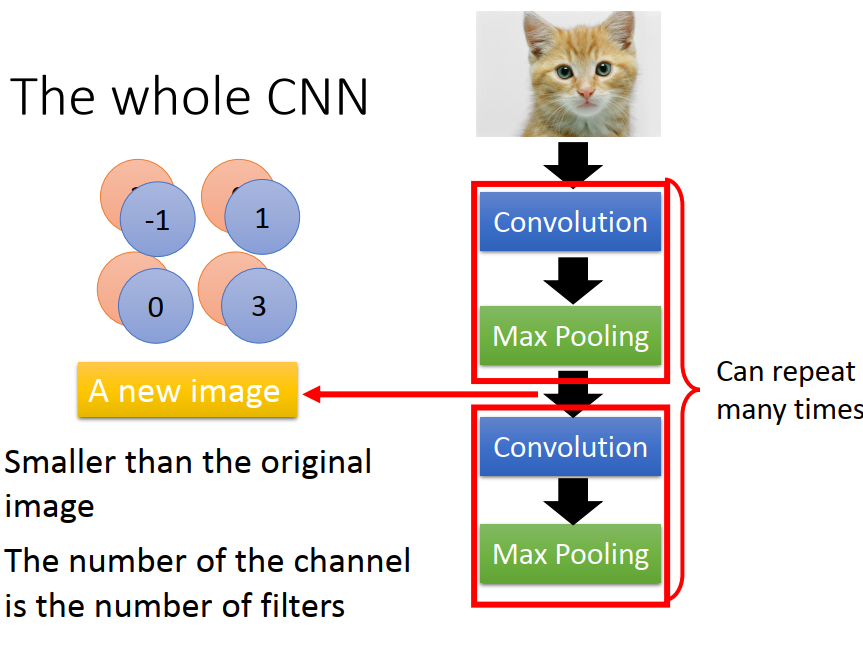 The whole CNN
-1
1
0
3
A new image
Smaller than the original
image
The number of the channel
is the number of filters
Convolution
Max Pooling
Convolution
Max Pooling
Can repeat
many times